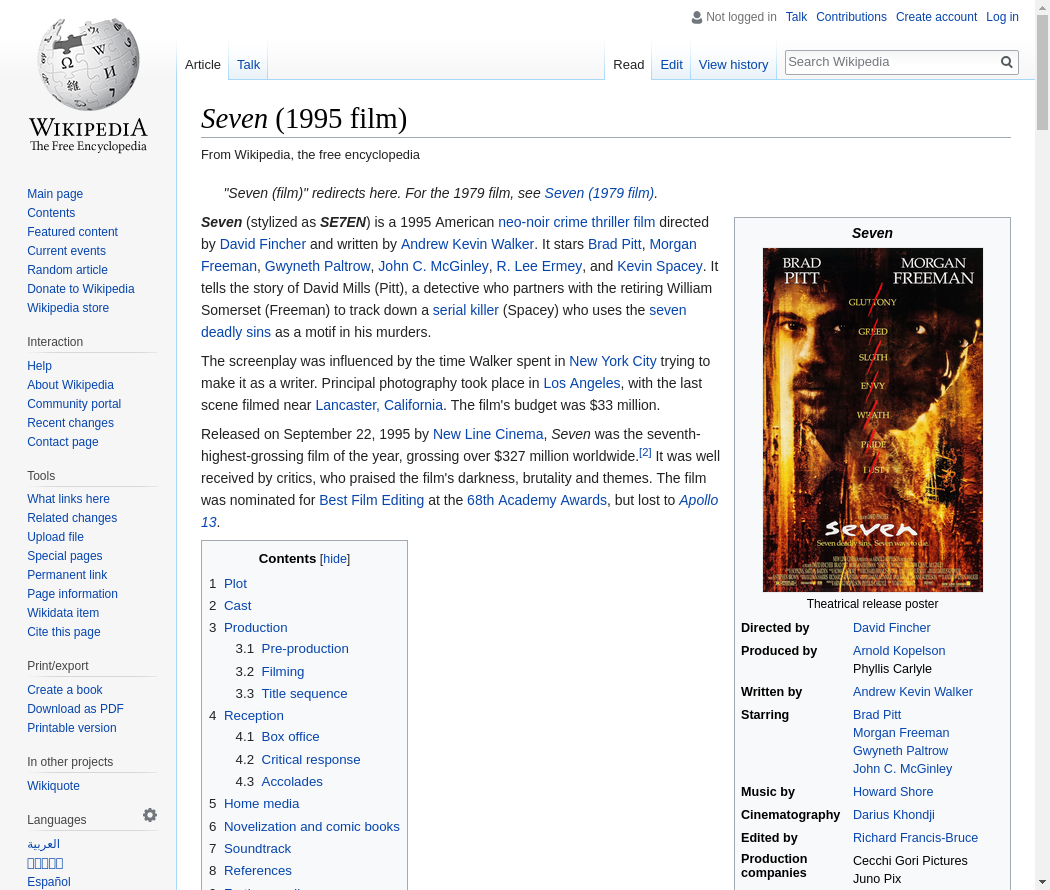 Not logged in Talk Contributions Create account Log in
Article Talk Read Edit View history Search Wikipedia
WIKIPEDIA
The Free Encyclopedia
Main page
Contents
Featured content
Current events
Random article
Donate to Wikipedia
Wikipedia store
Interaction
Help
About Wikipedia
Community portal
Recent changes
Contact page
Tools
What links here
Related changes
Upload file
Special pages
Permanent link
Page information
Wikidata item
Cite this page
Print/export
Create a book
Download as PDF
Printable version
In other projects
Wikiquote
Languages
العربية
Español
Seven (1995 film)
From Wikipedia, the free encyclopedia
"Seven (film)" redirects here. For the 1979 film, see Seven (1979 film).
Seven (stylized as SE7EN) is a 1995 American neo-noir crime thriller film directed
by David Fincher and written by Andrew Kevin Walker. It stars Brad Pitt, Morgan
Freeman, Gwyneth Paltrow, John C. McGinley, R. Lee Ermey, and Kevin Spacey. It
tells the story of David Mills (Pitt), a detective who partners with the retiring William
Somerset (Freeman) to track down a serial killer (Spacey) who uses the seven
deadly sins as a motif in his murders.
The screenplay was influenced by the time Walker spent in New York City trying to
make it as a writer. Principal photography took place in Los Angeles, with the last
scene filmed near Lancaster, California. The film's budget was $33 million.
Released on September 22, 1995 by New Line Cinema, Seven was the seventh-
highest-grossing film of the year, grossing over $327 million worldwide.[2] It was well
received by critics, who praised the film's darkness, brutality and themes. The film
was nominated for Best Film Editing at the 68th Academy Awards, but lost to Apollo
13.
Contents [hide]
1 Plot
2 Cast
3 Production
3.1 Pre-production
3.2 Filming
3.3 Title sequence
4 Reception
4.1 Box office
4.2 Critical response
4.3 Accolades
5 Home media
6 Novelization and comic books
7 Soundtrack
8 References
Seven
BRAD PITT
MORGAN FREEMAN
GLUTTONY
GREED
SLOTH
ENVY
WRATH
PRIDE
LUST
seven
Seven deadly sins. Seven ways to die.
Theatrical release poster
Directed by David Fincher
Produced by Arnold Kopelson
Phyllis Carlyle
Written by Andrew Kevin Walker
Starring Brad Pitt
Morgan Freeman
Gwyneth Paltrow
John C. McGinley
Music by Howard Shore
Cinematography Darius Khondji
Edited by Richard Francis-Bruce
Production companies Cecchi Gori Pictures
Juno Pix